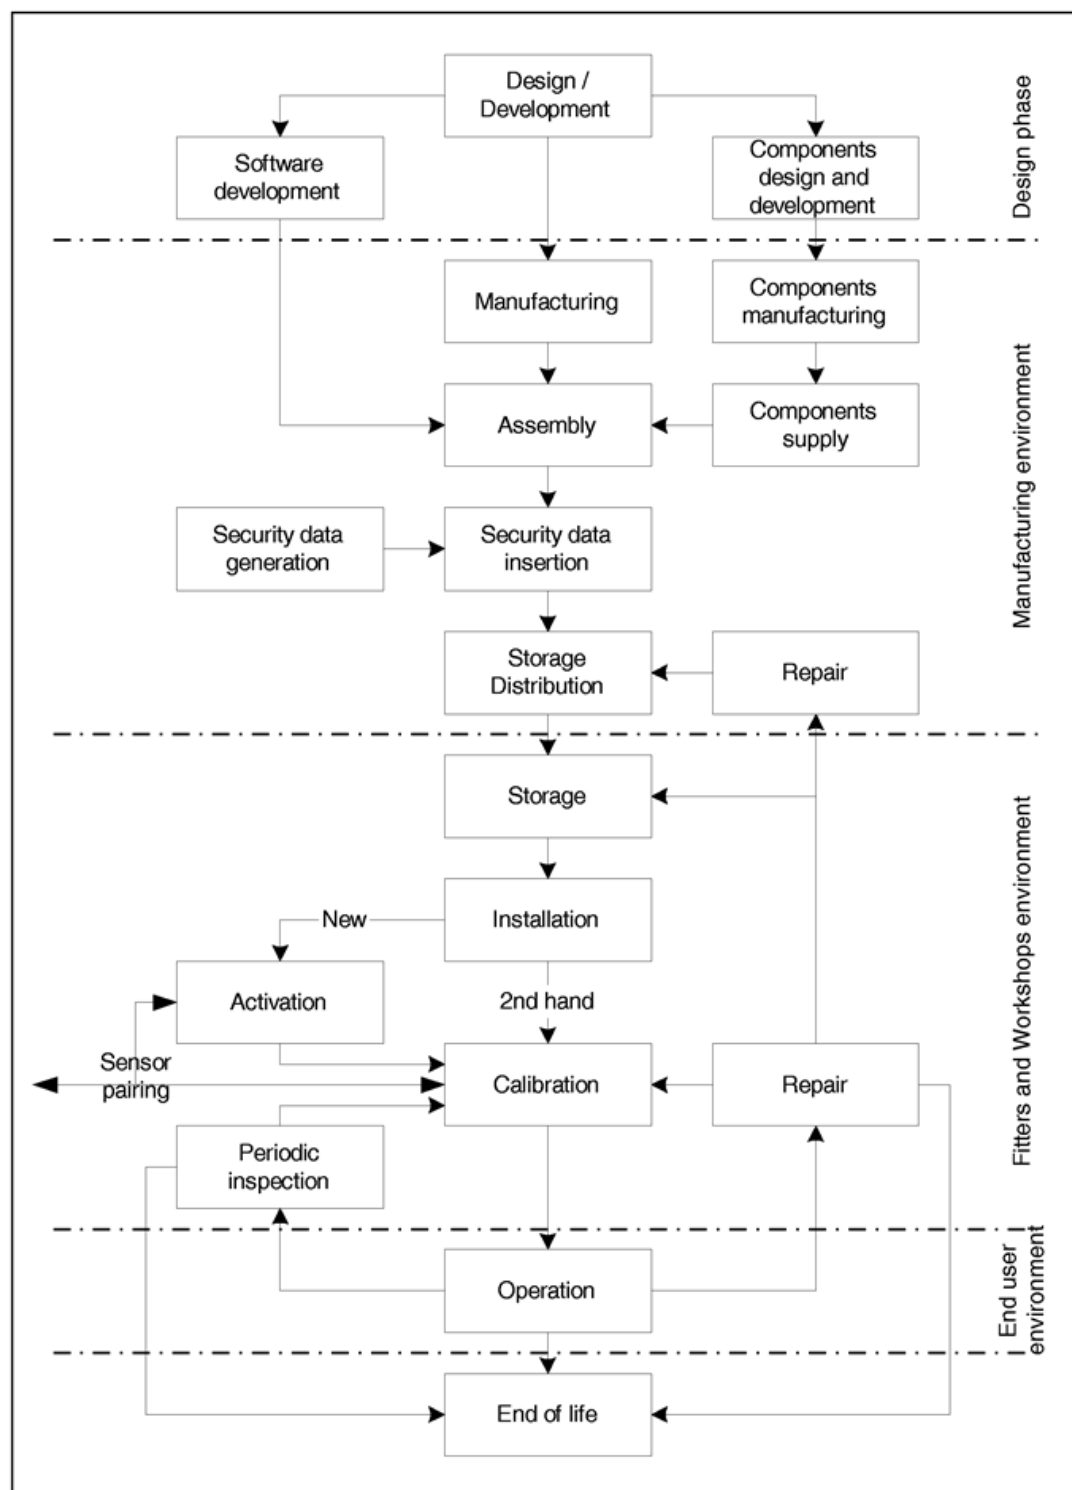 Design /
Development
Software
development
Components
design and
development
Design phase
Manufacturing
Components
manufacturing
Assembly
Components
supply
Manufacturing environment
Security data
generation
Security data
insertion
Storage
Distribution
Repair
Storage
New
Installation
Activation
2nd hand
Sensor
pairing
Calibration
Repair
Fitters and Workshops environment
Periodic
inspection
Operation
End user
environment
End of life